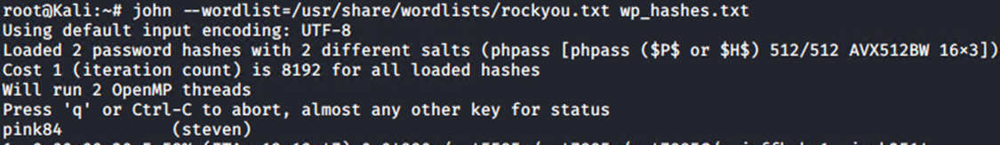 root@Kali:~# john --wordlist=/usr/share/wordlists/rockyou.txt wp_hashes.txt
Using default input encoding: UTF-8
Loaded 2 password hashes with 2 different salts (phpass [phpass ($P$ or $H$) 512/512 AVX512BW 16×3])
Cost 1 (iteration count) is 8192 for all loaded hashes
Will run 2 OpenMP threads
Press 'q' or Ctrl-C to abort, almost any other key for status
pink84 (steven)